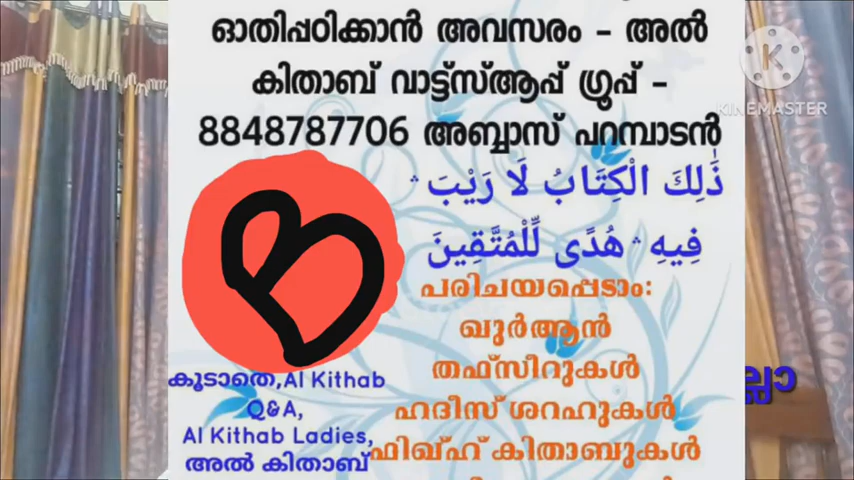 ഓതിപ്പഠിക്കാൻ അവസരം - അൽ
കിതാബ് വാട്ട്സ്ആപ്പ് ഗ്രൂപ്പ് -
8848787706 അബ്ബാസ് പറമ്പാടൻ
K
KINEMASTER
ذَٰلِكَ الْكِتَابُ لَا رَيْبَ ۛ
فِيهِ ۛ هُدًى لِّلْمُتَّقِينَ
B
പരിചയപ്പെടാം:
ഖുർആൻ
തഫ്സീറുകൾ
ഹദീസ് ശറഹുകൾ
ഫിഖ്ഹ് കിതാബുകൾ
കൂടാതെ,Al Kithab
Q&A,
Al Kithab Ladies,
അൽ കിതാബ്
ല്ലാ